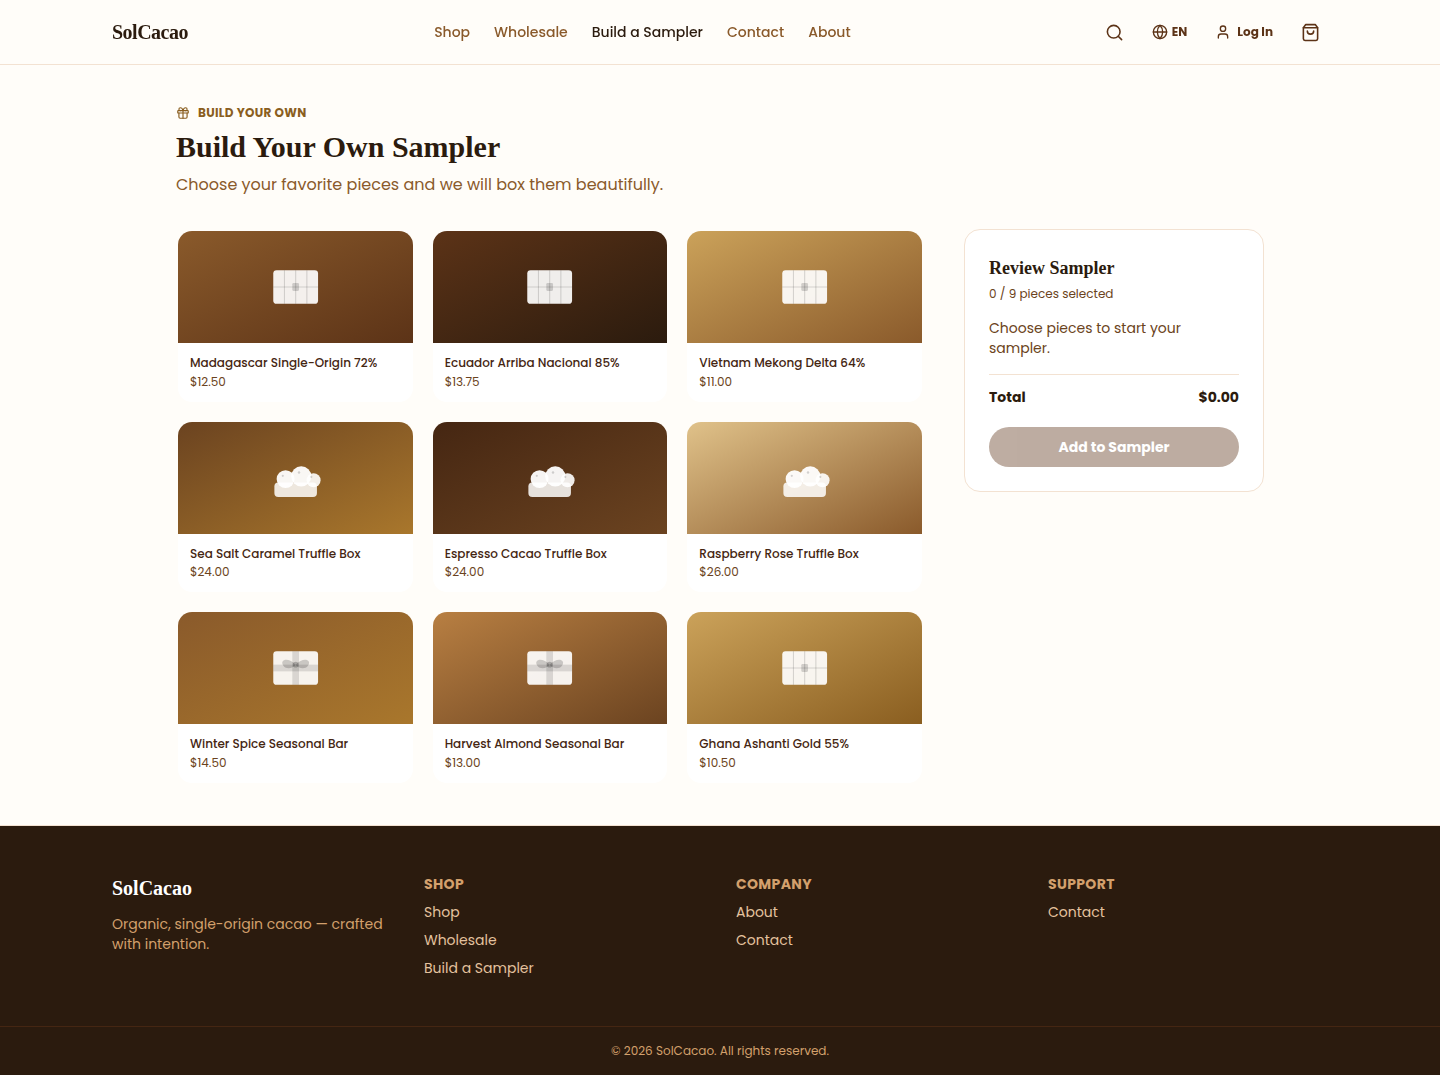 SolCacao
Shop
Wholesale
Build a Sampler
Contact
About
EN
Log In
BUILD YOUR OWN
Build Your Own Sampler
Choose your favorite pieces and we will box them beautifully.
Madagascar Single-Origin 72%
$12.50
Ecuador Arriba Nacional 85%
$13.75
Vietnam Mekong Delta 64%
$11.00
Sea Salt Caramel Truffle Box
$24.00
Espresso Cacao Truffle Box
$24.00
Raspberry Rose Truffle Box
$26.00
Winter Spice Seasonal Bar
$14.50
Harvest Almond Seasonal Bar
$13.00
Ghana Ashanti Gold 55%
$10.50
Review Sampler
0 / 9 pieces selected
Choose pieces to start your
sampler.
Total $0.00
Add to Sampler
SolCacao
Organic, single-origin cacao — crafted
with intention.
SHOP
Shop
Wholesale
Build a Sampler
COMPANY
About
Contact
SUPPORT
Contact
© 2026 SolCacao. All rights reserved.